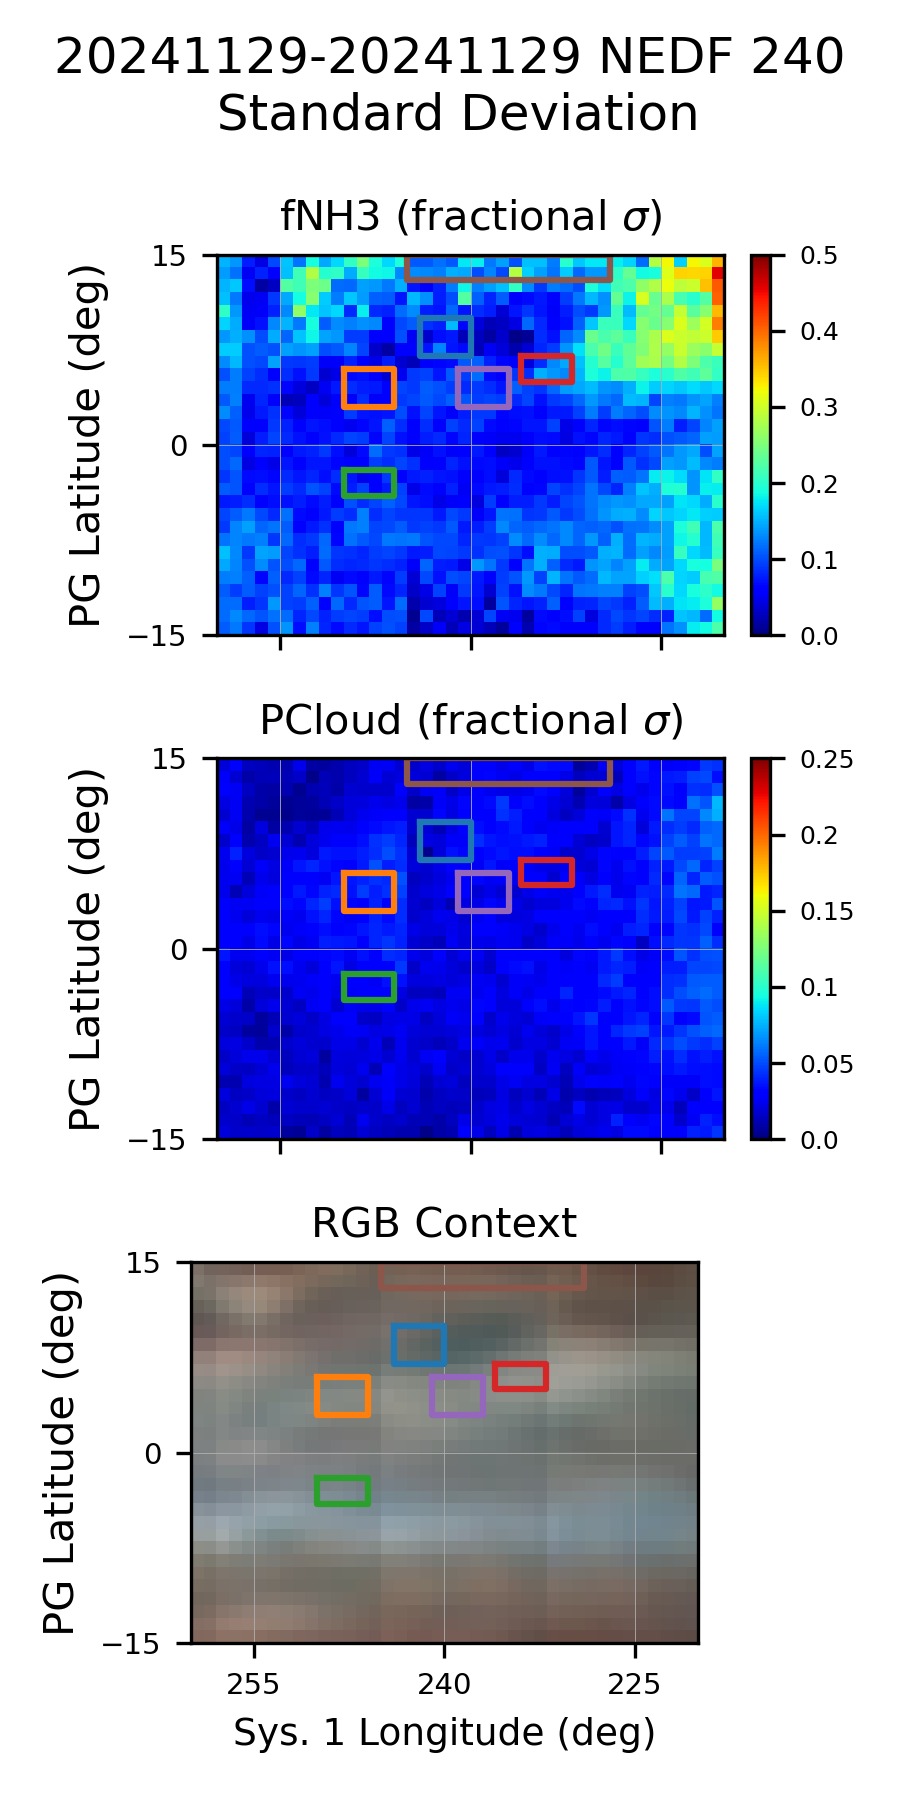 20241129-20241129 NEDF 240
Standard Deviation
fNH3 (fractional σ)
15
0
−15
PG Latitude (deg)
0.5
0.4
0.3
0.2
0.1
0.0
PCloud (fractional σ)
15
0
−15
PG Latitude (deg)
0.25
0.2
0.15
0.1
0.05
0.0
RGB Context
15
0
−15
PG Latitude (deg)
255 240 225
Sys. 1 Longitude (deg)